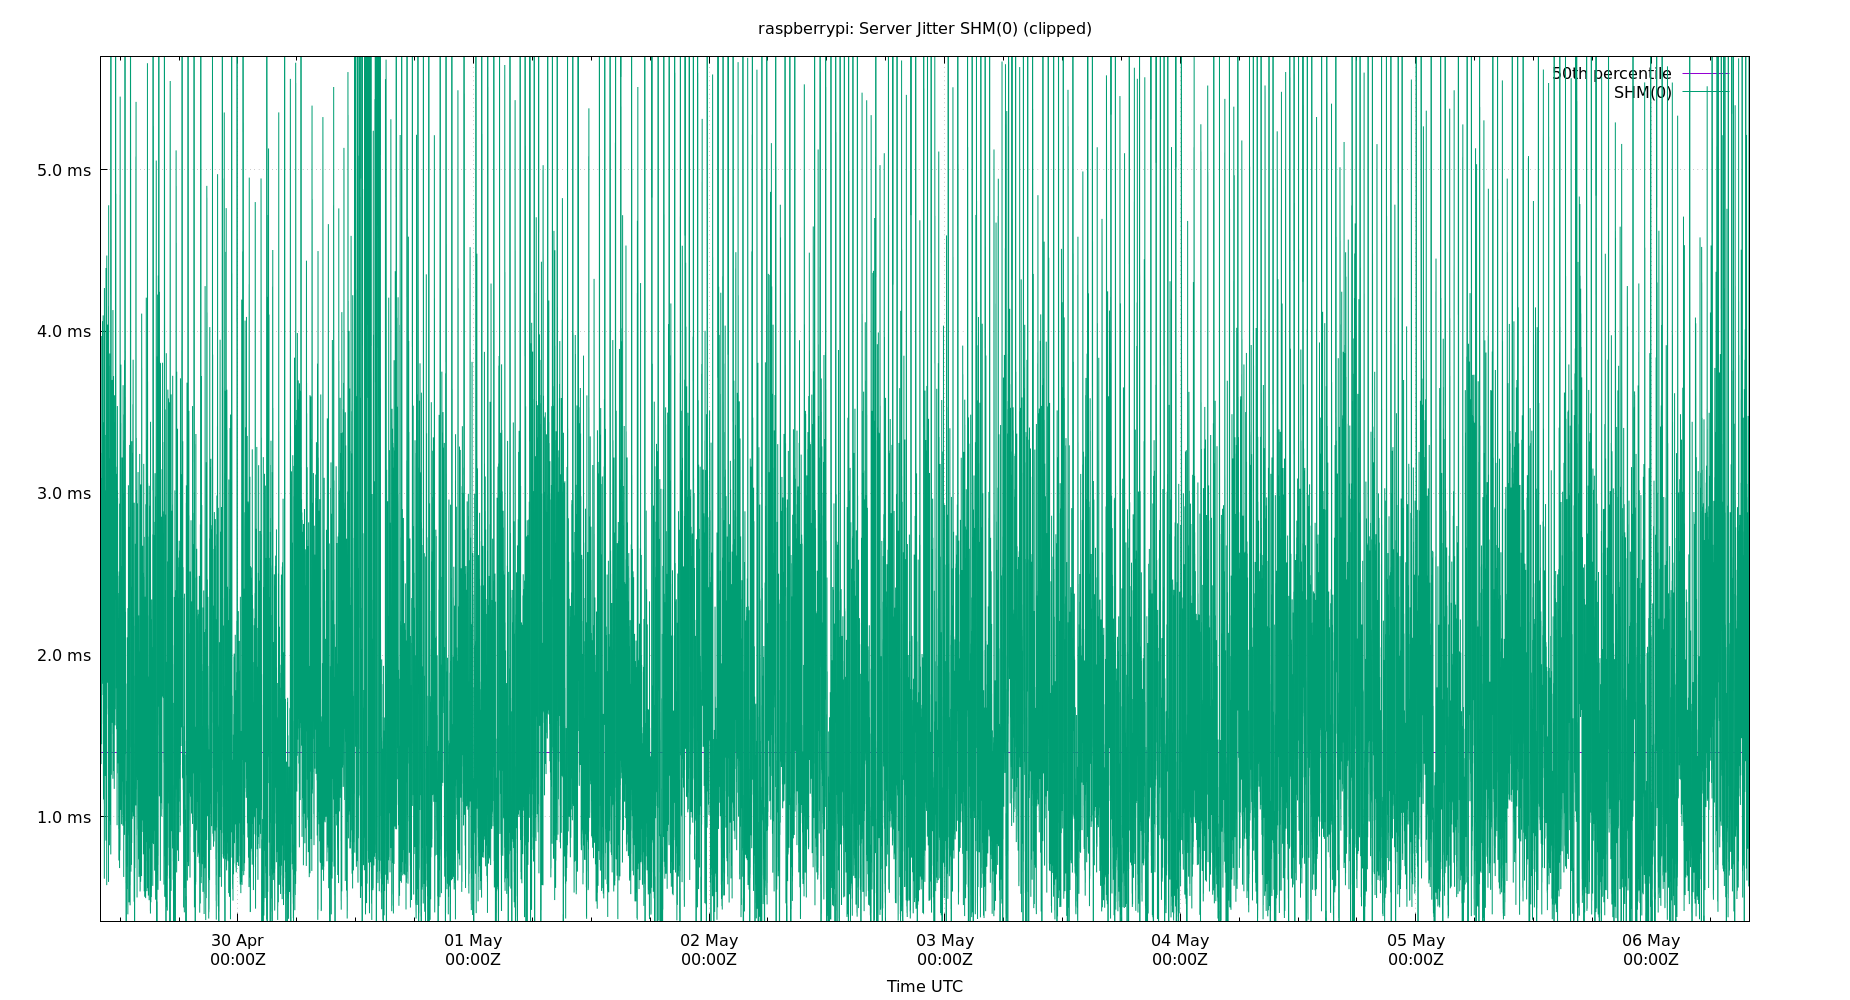 raspberrypi: Server Jitter SHM(0) (clipped)
50th percentile
SHM(0)
5.0 ms
4.0 ms
3.0 ms
2.0 ms
1.0 ms
30 Apr 01 May 02 May 03 May 04 May 05 May 06 May
00:00Z 00:00Z 00:00Z 00:00Z 00:00Z 00:00Z 00:00Z
Time UTC